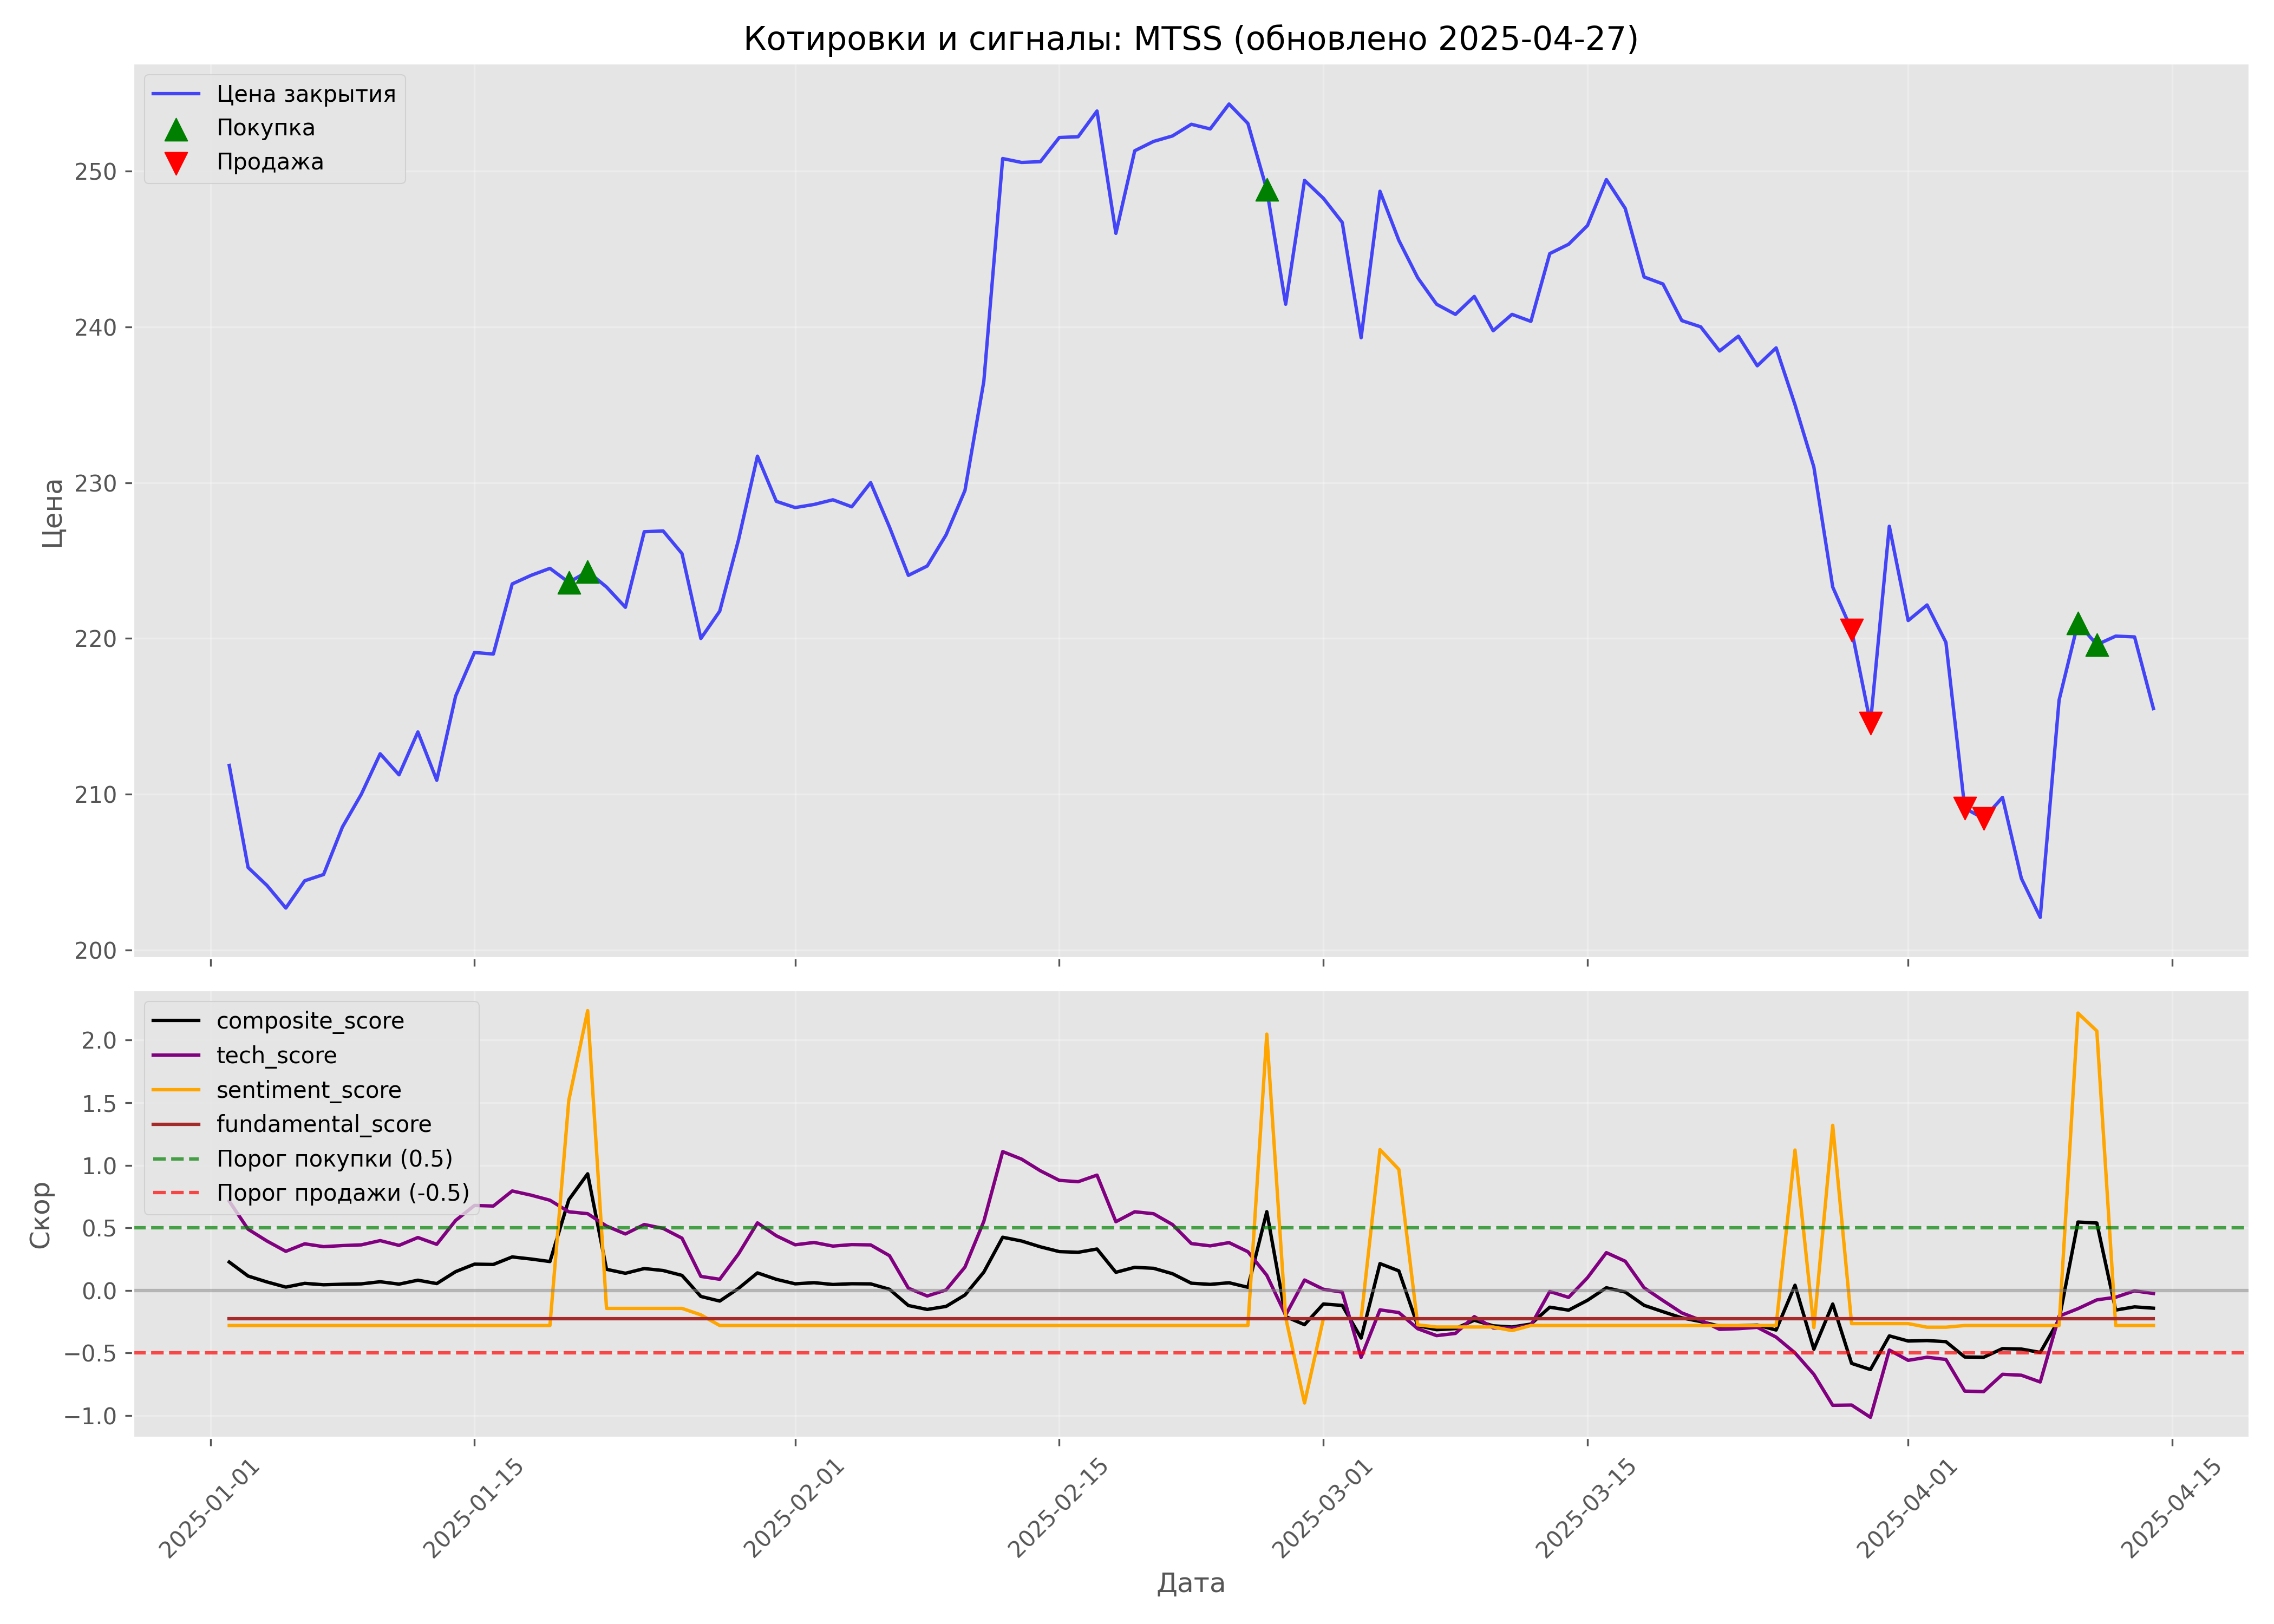 Котировки и сигналы: MTSS (обновлено 2025-04-27)
Цена закрытия
Покупка
Продажа
250
240
230
220
210
200
Цена
composite_score
tech_score
sentiment_score
fundamental_score
Порог покупки (0.5)
Порог продажи (-0.5)
2.0
1.5
1.0
0.5
0.0
−0.5
−1.0
Скор
2025-01-01
2025-01-15
2025-02-01
2025-02-15
2025-03-01
2025-03-15
2025-04-01
2025-04-15
Дата